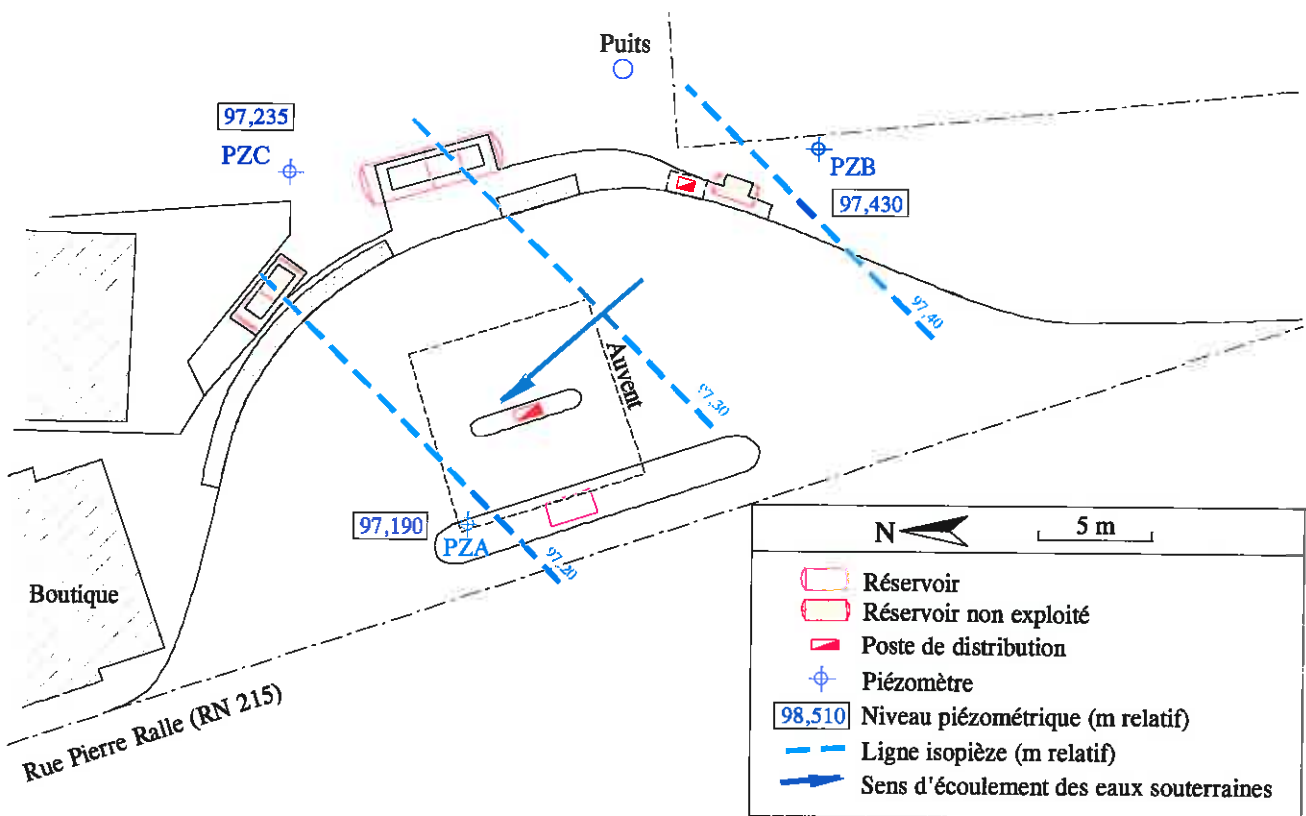 Puits
97,235
PZC
PZB
97,430
97,40
Auvent
97,30
97,190
PZA
97,20
Boutique
Rue Pierre Ralle (RN 215)
N
5 m
Réservoir
Réservoir non exploité
Poste de distribution
Piézomètre
98,510 Niveau piézométrique (m relatif)
Ligne isopièze (m relatif)
Sens d'écoulement des eaux souterraines